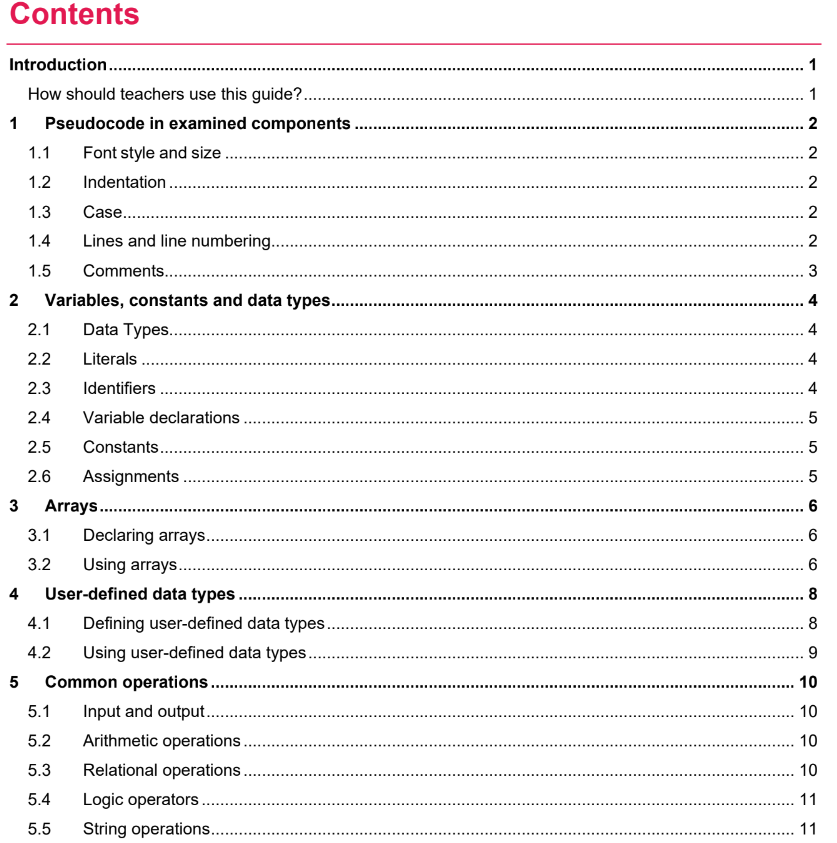 Contents
Introduction ........ 1
How should teachers use this guide? ........ 1
1 Pseudocode in examined components ........ 2
1.1 Font style and size ........ 2
1.2 Indentation ........ 2
1.3 Case ........ 2
1.4 Lines and line numbering ........ 2
1.5 Comments ........ 3
2 Variables, constants and data types ........ 4
2.1 Data Types ........ 4
2.2 Literals ........ 4
2.3 Identifiers ........ 4
2.4 Variable declarations ........ 5
2.5 Constants ........ 5
2.6 Assignments ........ 5
3 Arrays ........ 6
3.1 Declaring arrays ........ 6
3.2 Using arrays ........ 6
4 User-defined data types ........ 8
4.1 Defining user-defined data types ........ 8
4.2 Using user-defined data types ........ 9
5 Common operations ........ 10
5.1 Input and output ........ 10
5.2 Arithmetic operations ........ 10
5.3 Relational operations ........ 10
5.4 Logic operators ........ 11
5.5 String operations ........ 11